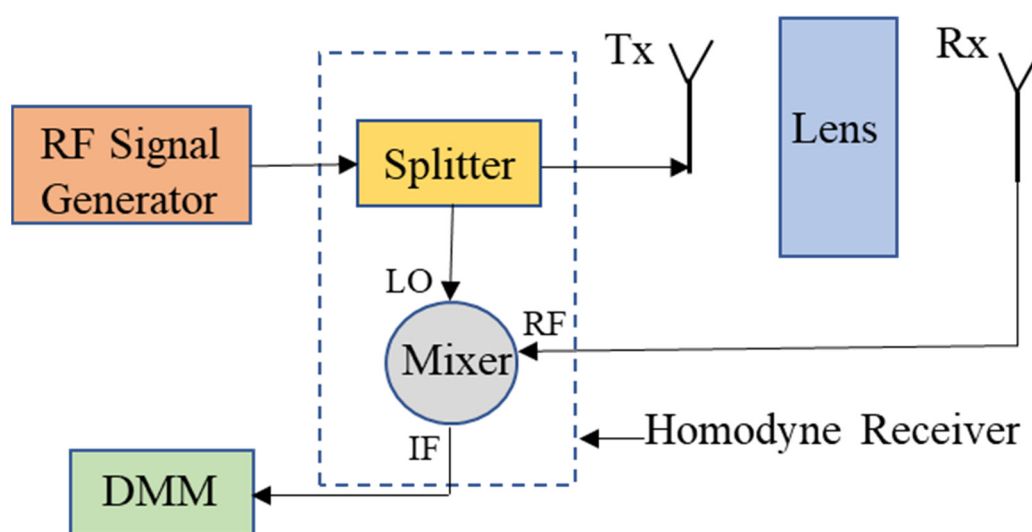 Tx
Rx
RF Signal
Generator
Splitter
Lens
LO
RF
Mixer
IF
Homodyne Receiver
DMM